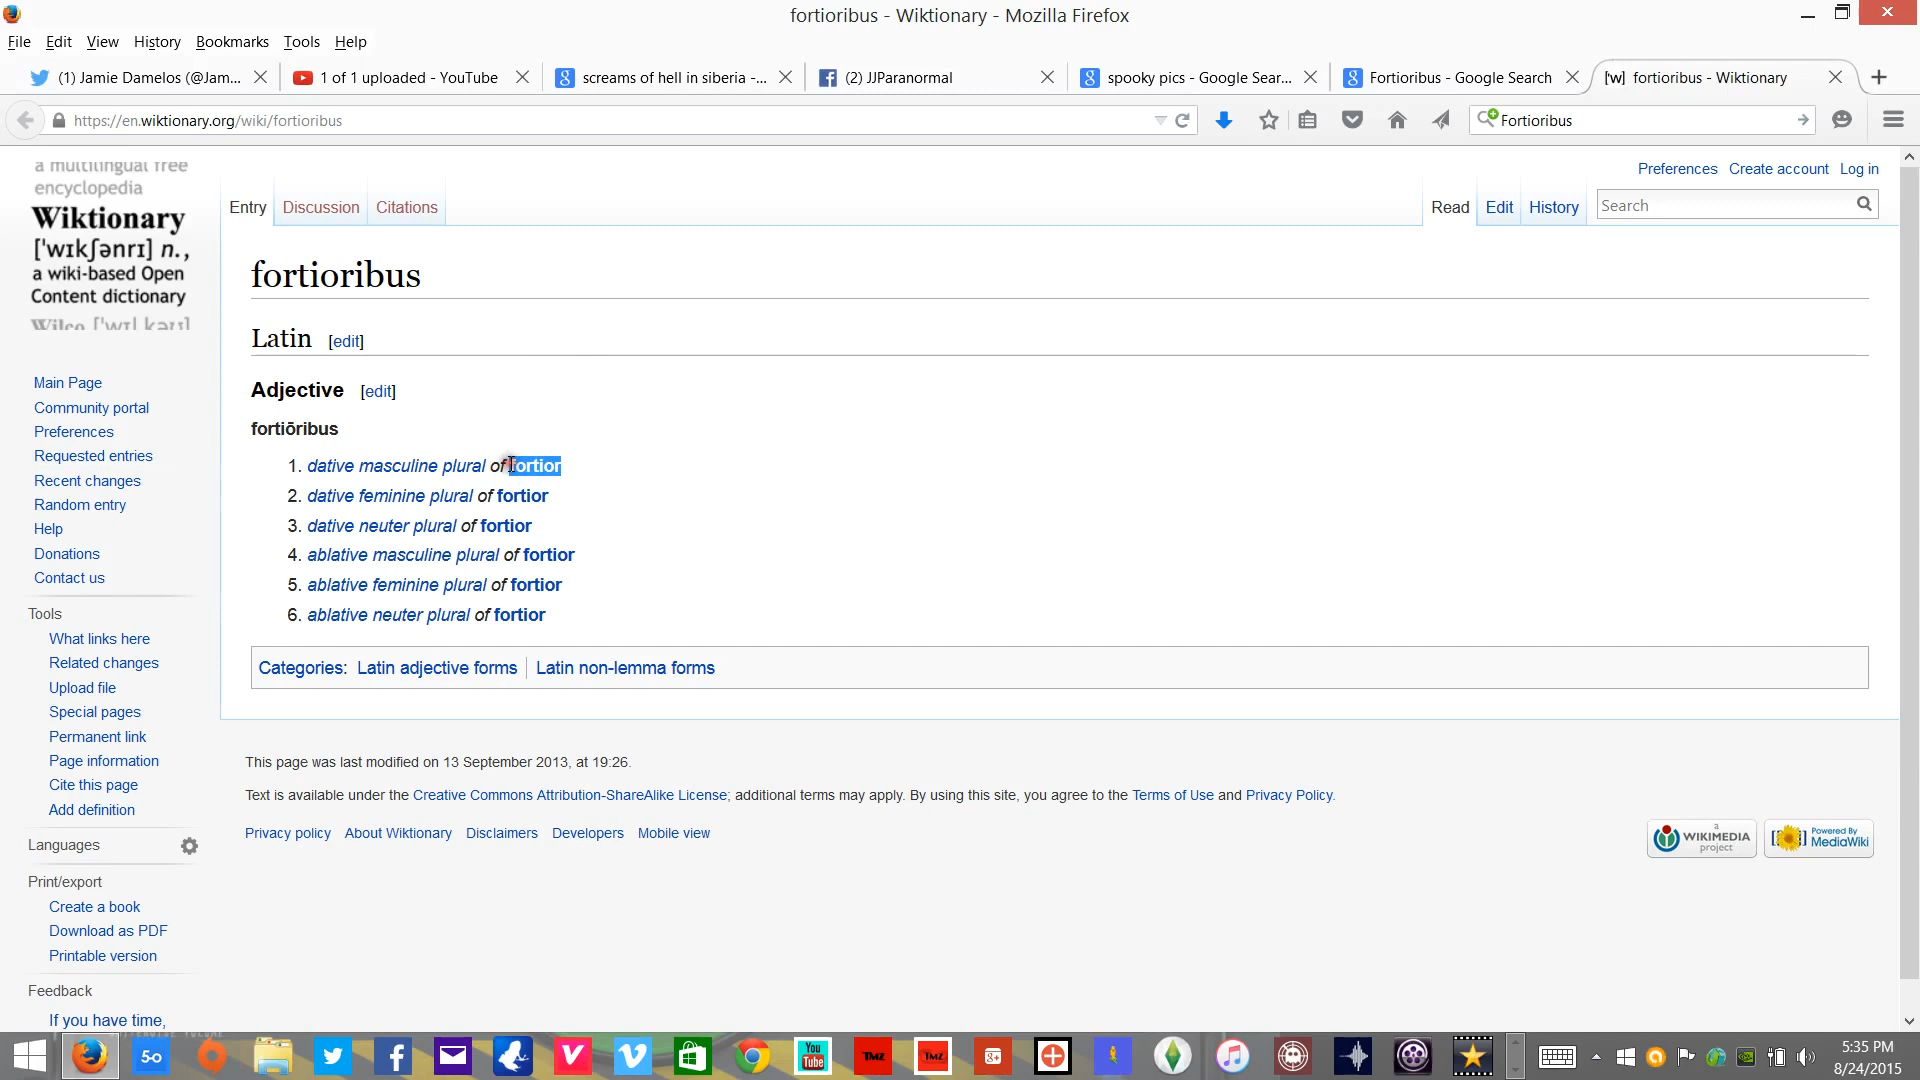 fortioribus - Wiktionary - Mozilla Firefox
File Edit View History Bookmarks Tools Help
(1) Jamie Damelos (@Jam... 1 of 1 uploaded - YouTube screams of hell in siberia -... (2) JJParanormal spooky pics - Google Sear... Fortioribus - Google Search [w] fortioribus - Wiktionary
https://en.wiktionary.org/wiki/fortioribus Fortioribus
Preferences Create account Log in
a multilingual free
encyclopedia
Wiktionary
['wɪkʃənrɪ] n.,
a wiki-based Open
Content dictionary
Wilco ['wɪl kəʊ]
Entry Discussion Citations Read Edit History Search
fortioribus
Latin [edit]
Adjective [edit]
fortiōribus
1. dative masculine plural of fortior
2. dative feminine plural of fortior
3. dative neuter plural of fortior
4. ablative masculine plural of fortior
5. ablative feminine plural of fortior
6. ablative neuter plural of fortior
Categories: Latin adjective forms Latin non-lemma forms
This page was last modified on 13 September 2013, at 19:26.
Text is available under the Creative Commons Attribution-ShareAlike License; additional terms may apply. By using this site, you agree to the Terms of Use and Privacy Policy.
Privacy policy About Wiktionary Disclaimers Developers Mobile view
a WIKIMEDIA project
Powered By MediaWiki
Main Page
Community portal
Preferences
Requested entries
Recent changes
Random entry
Help
Donations
Contact us
Tools
What links here
Related changes
Upload file
Special pages
Permanent link
Page information
Cite this page
Add definition
Languages
Print/export
Create a book
Download as PDF
Printable version
Feedback
If you have time,
5-0 You Tube TMZ TMZ
5:35 PM
8/24/2015